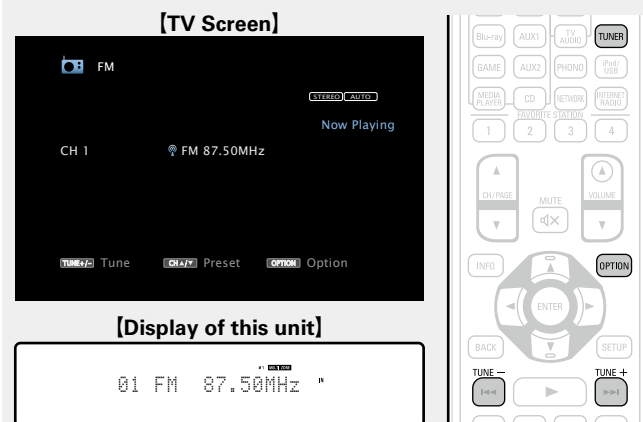 【TV Screen】
FM
STEREO AUTO
Now Playing
CH 1 FM 87.50MHz
TUNE+/- Tune CH▲/▼ Preset OPTION Option
【Display of this unit】
MULTI ZONE
01 FM 87.50MHz
Blu-ray AUX1 TV AUDIO TUNER
GAME AUX2 PHONO iPod/USB
MEDIA PLAYER CD NETWORK INTERNET RADIO
FAVORITE STATION
1 2 3 4
CH/PAGE MUTE VOLUME
INFO OPTION
ENTER
BACK SETUP
TUNE – TUNE +